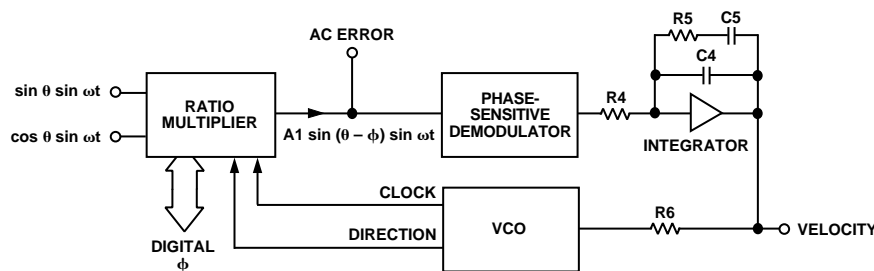 AC ERROR
R5
C5
C4
sin θ sin ωt
cos θ sin ωt
RATIO
MULTIPLIER
A1 sin (θ – ϕ) sin ωt
PHASE-
SENSITIVE
DEMODULATOR
R4
INTEGRATOR
CLOCK
DIRECTION
VCO
R6
VELOCITY
DIGITAL
ϕ